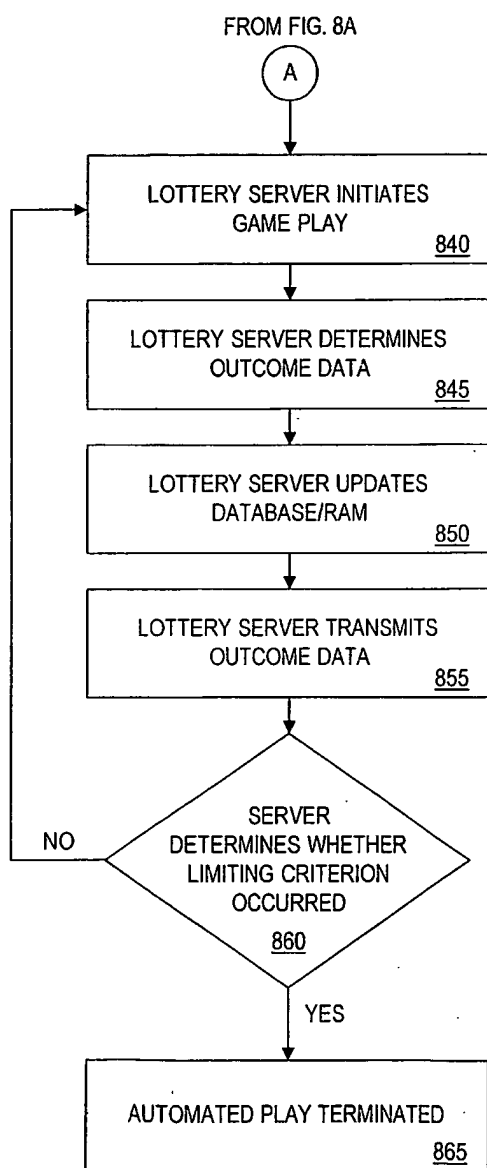 FROM FIG. 8A
A
LOTTERY SERVER INITIATES
GAME PLAY
840
LOTTERY SERVER DETERMINES
OUTCOME DATA
845
LOTTERY SERVER UPDATES
DATABASE/RAM
850
LOTTERY SERVER TRANSMITS
OUTCOME DATA
855
SERVER
DETERMINES WHETHER
LIMITING CRITERION
OCCURRED
860
NO
YES
AUTOMATED PLAY TERMINATED
865